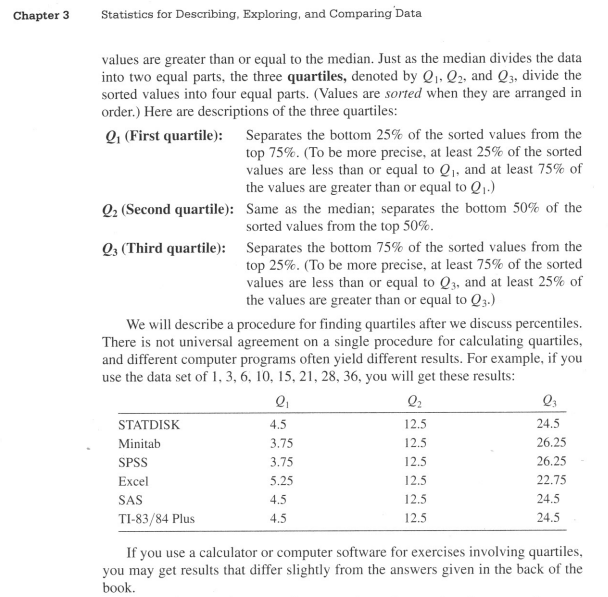 Chapter 3 Statistics for Describing, Exploring, and Comparing Data
values are greater than or equal to the median. Just as the median divides the data
into two equal parts, the three quartiles, denoted by Q₁, Q₂, and Q₃, divide the
sorted values into four equal parts. (Values are sorted when they are arranged in
order.) Here are descriptions of the three quartiles:
Q₁ (First quartile): Separates the bottom 25% of the sorted values from the
top 75%. (To be more precise, at least 25% of the sorted
values are less than or equal to Q₁, and at least 75% of
the values are greater than or equal to Q₁.)
Q₂ (Second quartile): Same as the median; separates the bottom 50% of the
sorted values from the top 50%.
Q₃ (Third quartile): Separates the bottom 75% of the sorted values from the
top 25%. (To be more precise, at least 75% of the sorted
values are less than or equal to Q₃, and at least 25% of
the values are greater than or equal to Q₃.)
We will describe a procedure for finding quartiles after we discuss percentiles.
There is not universal agreement on a single procedure for calculating quartiles,
and different computer programs often yield different results. For example, if you
use the data set of 1, 3, 6, 10, 15, 21, 28, 36, you will get these results:
Q₁ Q₂ Q₃
STATDISK 4.5 12.5 24.5
Minitab 3.75 12.5 26.25
SPSS 3.75 12.5 26.25
Excel 5.25 12.5 22.75
SAS 4.5 12.5 24.5
TI-83/84 Plus 4.5 12.5 24.5
If you use a calculator or computer software for exercises involving quartiles,
you may get results that differ slightly from the answers given in the back of the
book.